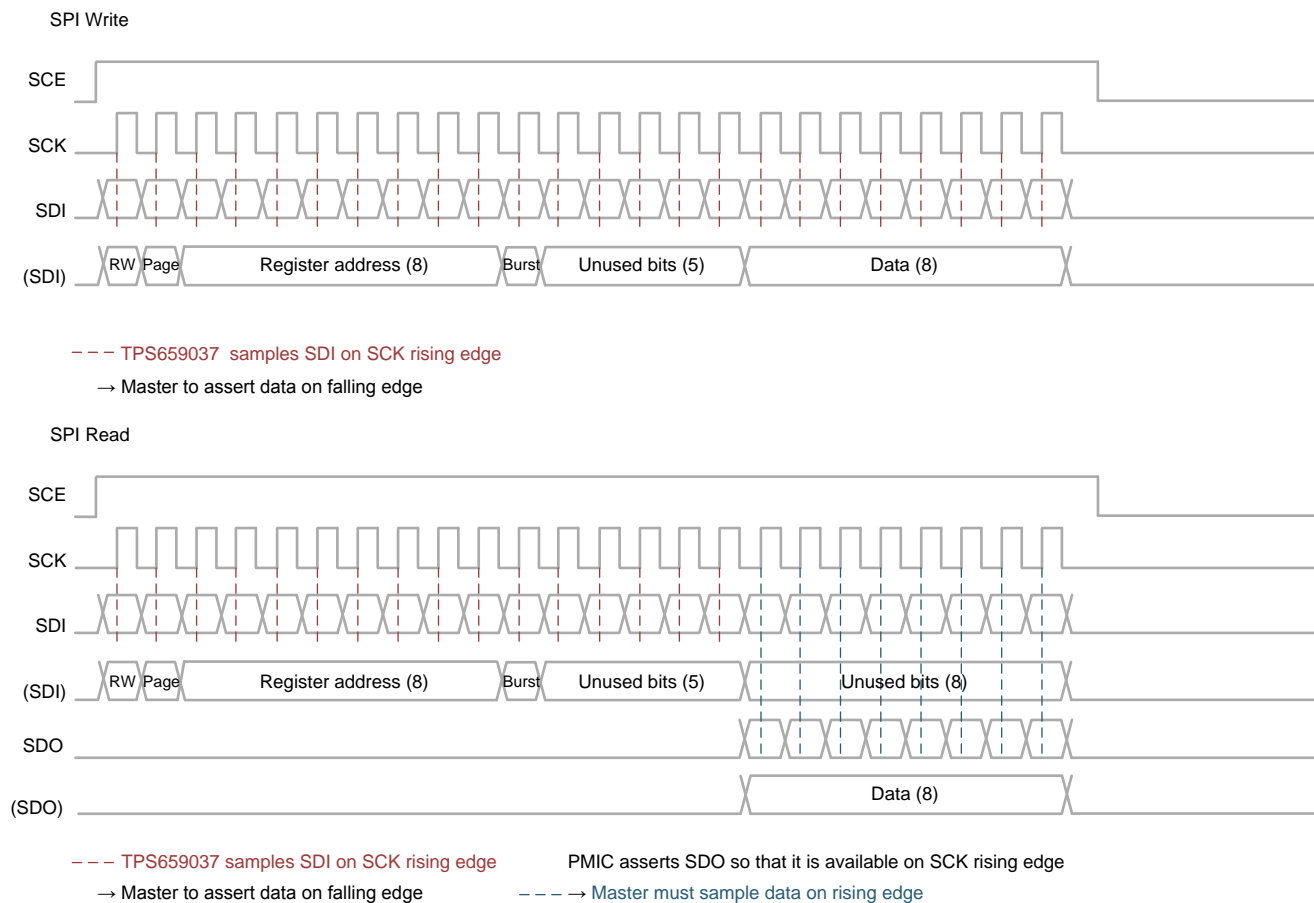 SPI Write
SCE
SCK
SDI
(SDI) RW Page Register address (8) Burst Unused bits (5) Data (8)
– – – TPS659037 samples SDI on SCK rising edge
→ Master to assert data on falling edge
SPI Read
SCE
SCK
SDI
(SDI) RW Page Register address (8) Burst Unused bits (5) Unused bits (8)
SDO
(SDO) Data (8)
– – – TPS659037 samples SDI on SCK rising edge PMIC asserts SDO so that it is available on SCK rising edge
→ Master to assert data on falling edge – – – → Master must sample data on rising edge